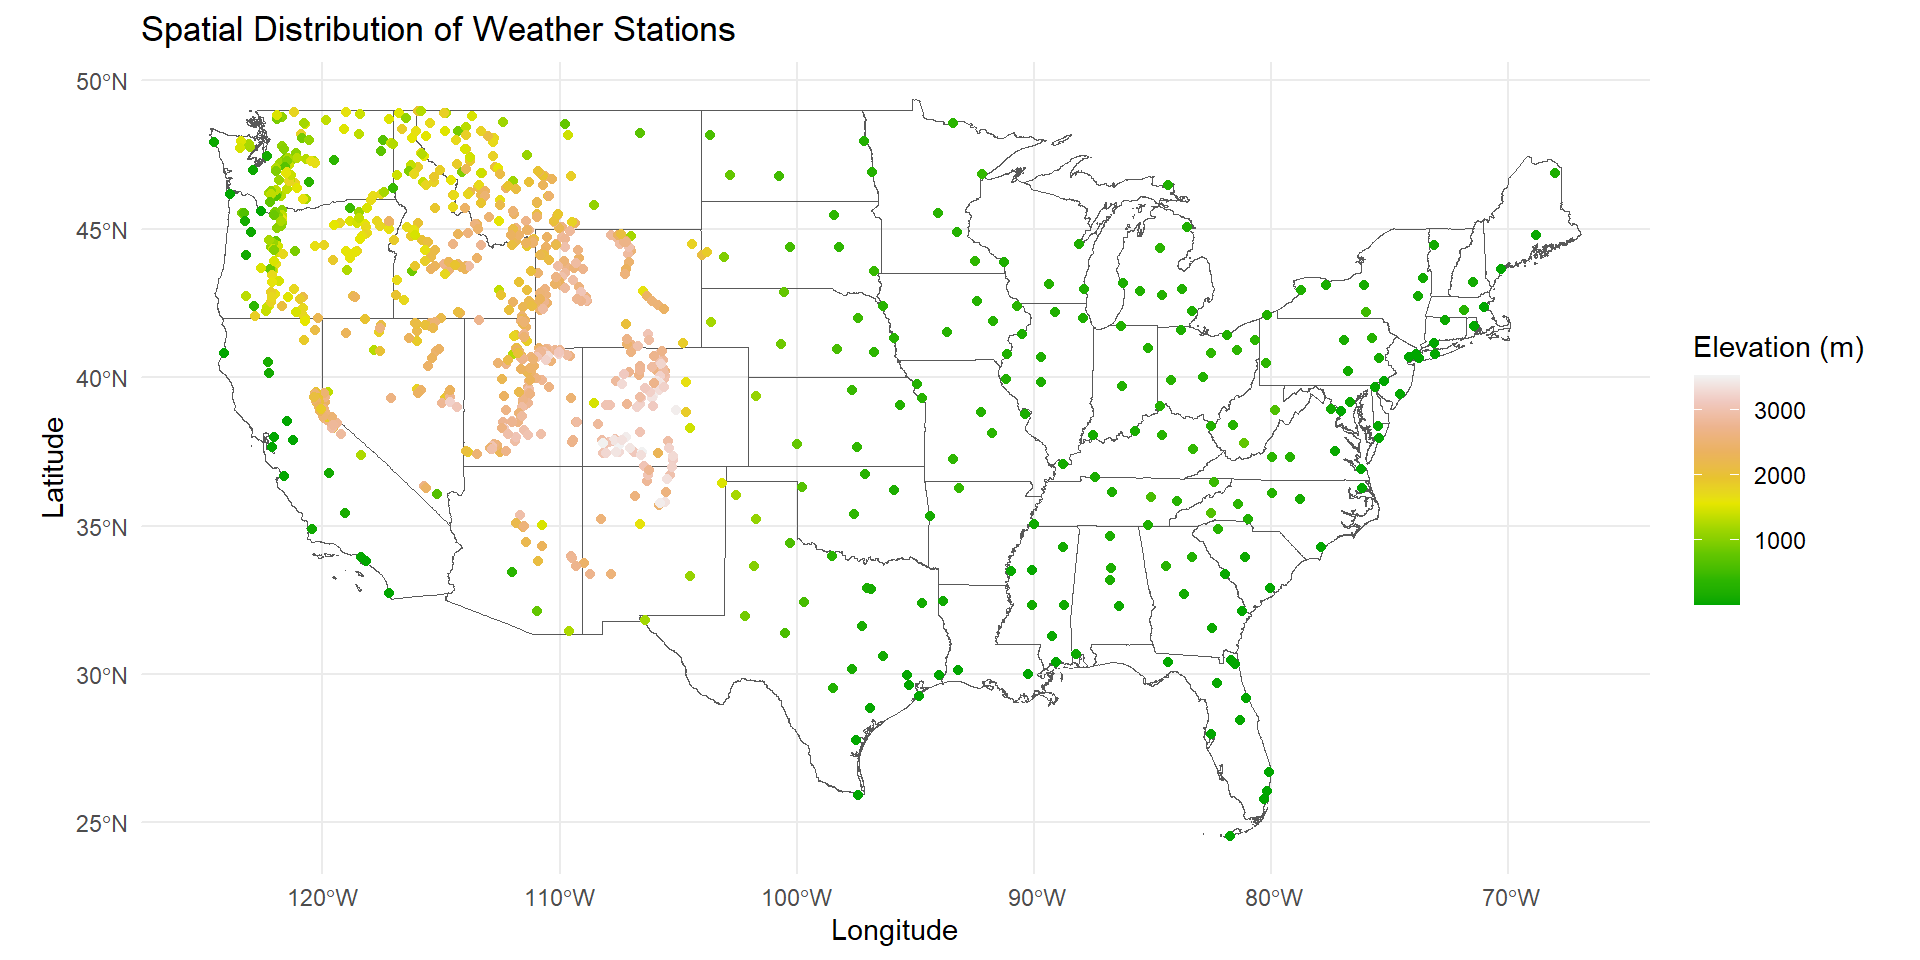 Spatial Distribution of Weather Stations
50°N
45°N
40°N
35°N
30°N
25°N
Latitude
120°W
110°W
100°W
90°W
80°W
70°W
Longitude
Elevation (m)
3000
2000
1000